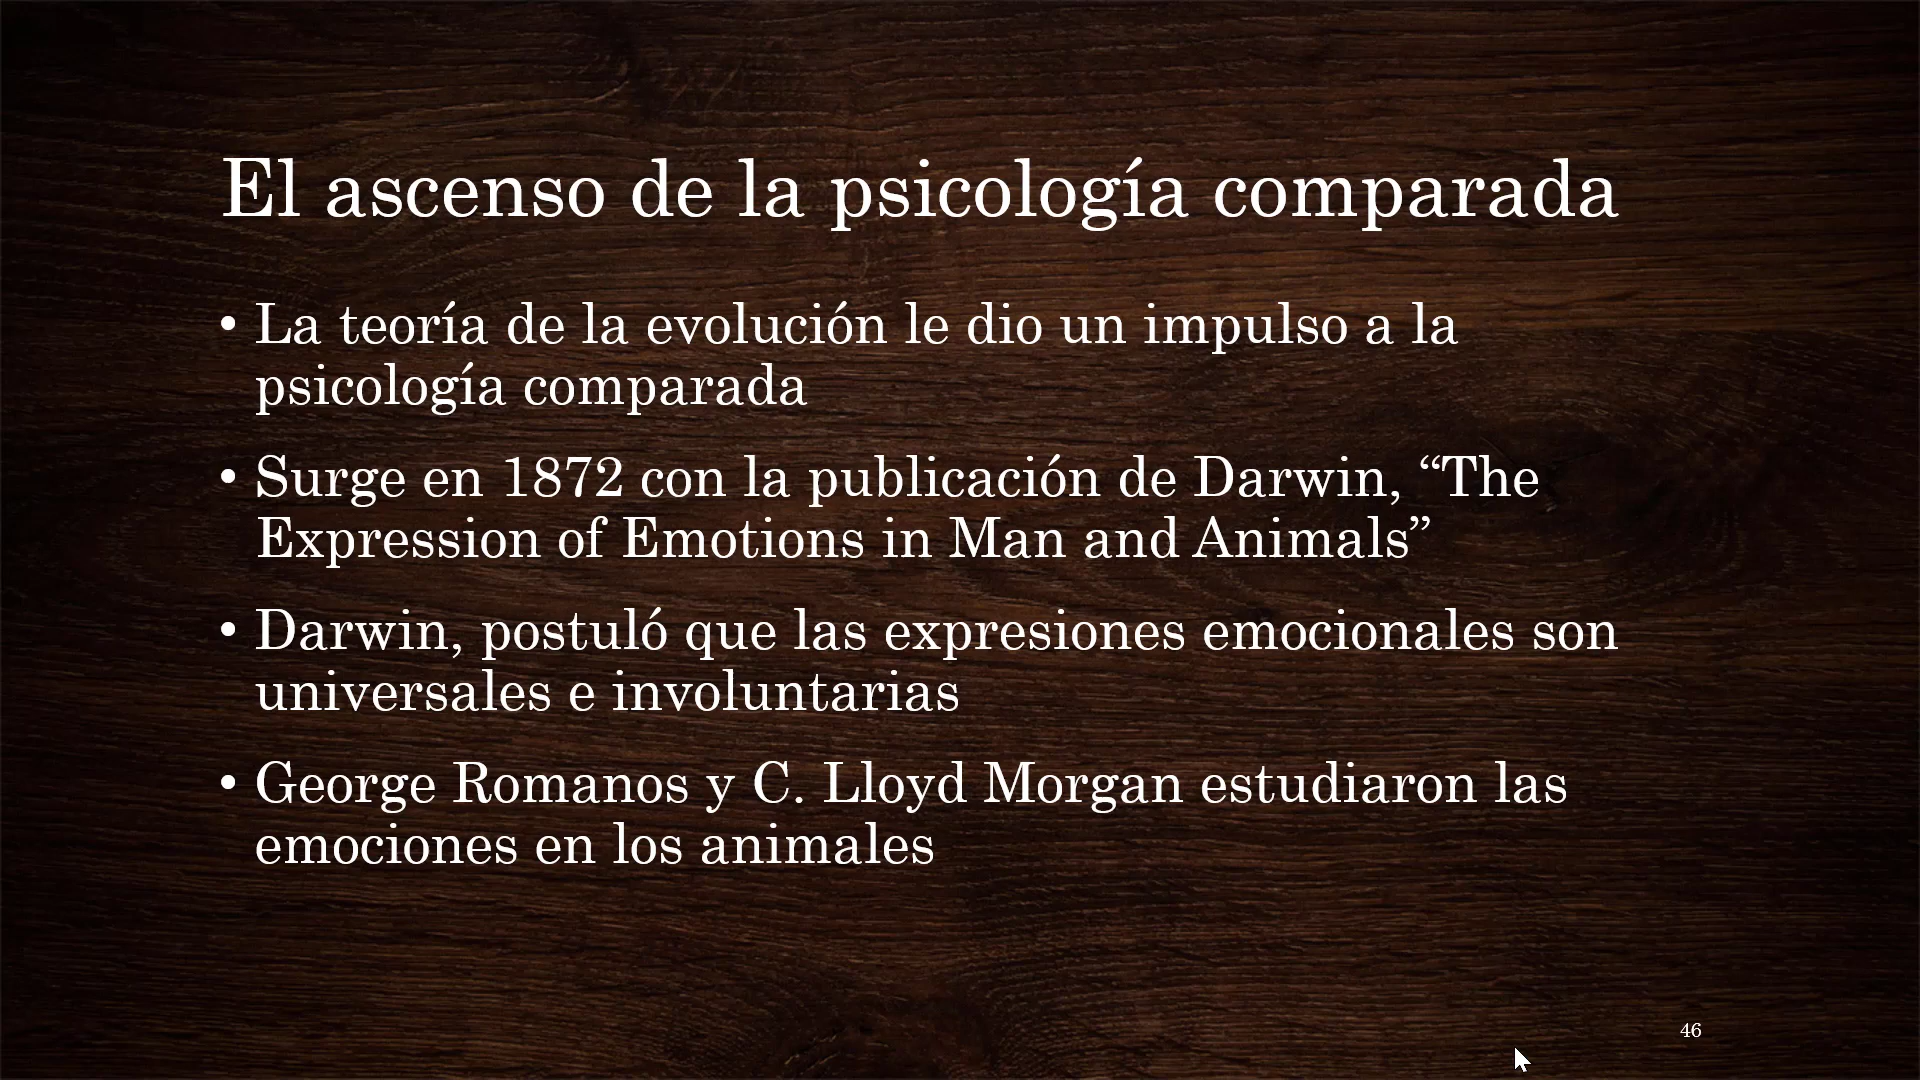 El ascenso de la psicología comparada
• La teoría de la evolución le dio un impulso a la
psicología comparada
• Surge en 1872 con la publicación de Darwin, “The
Expression of Emotions in Man and Animals”
• Darwin, postuló que las expresiones emocionales son
universales e involuntarias
• George Romanos y C. Lloyd Morgan estudiaron las
emociones en los animales
46